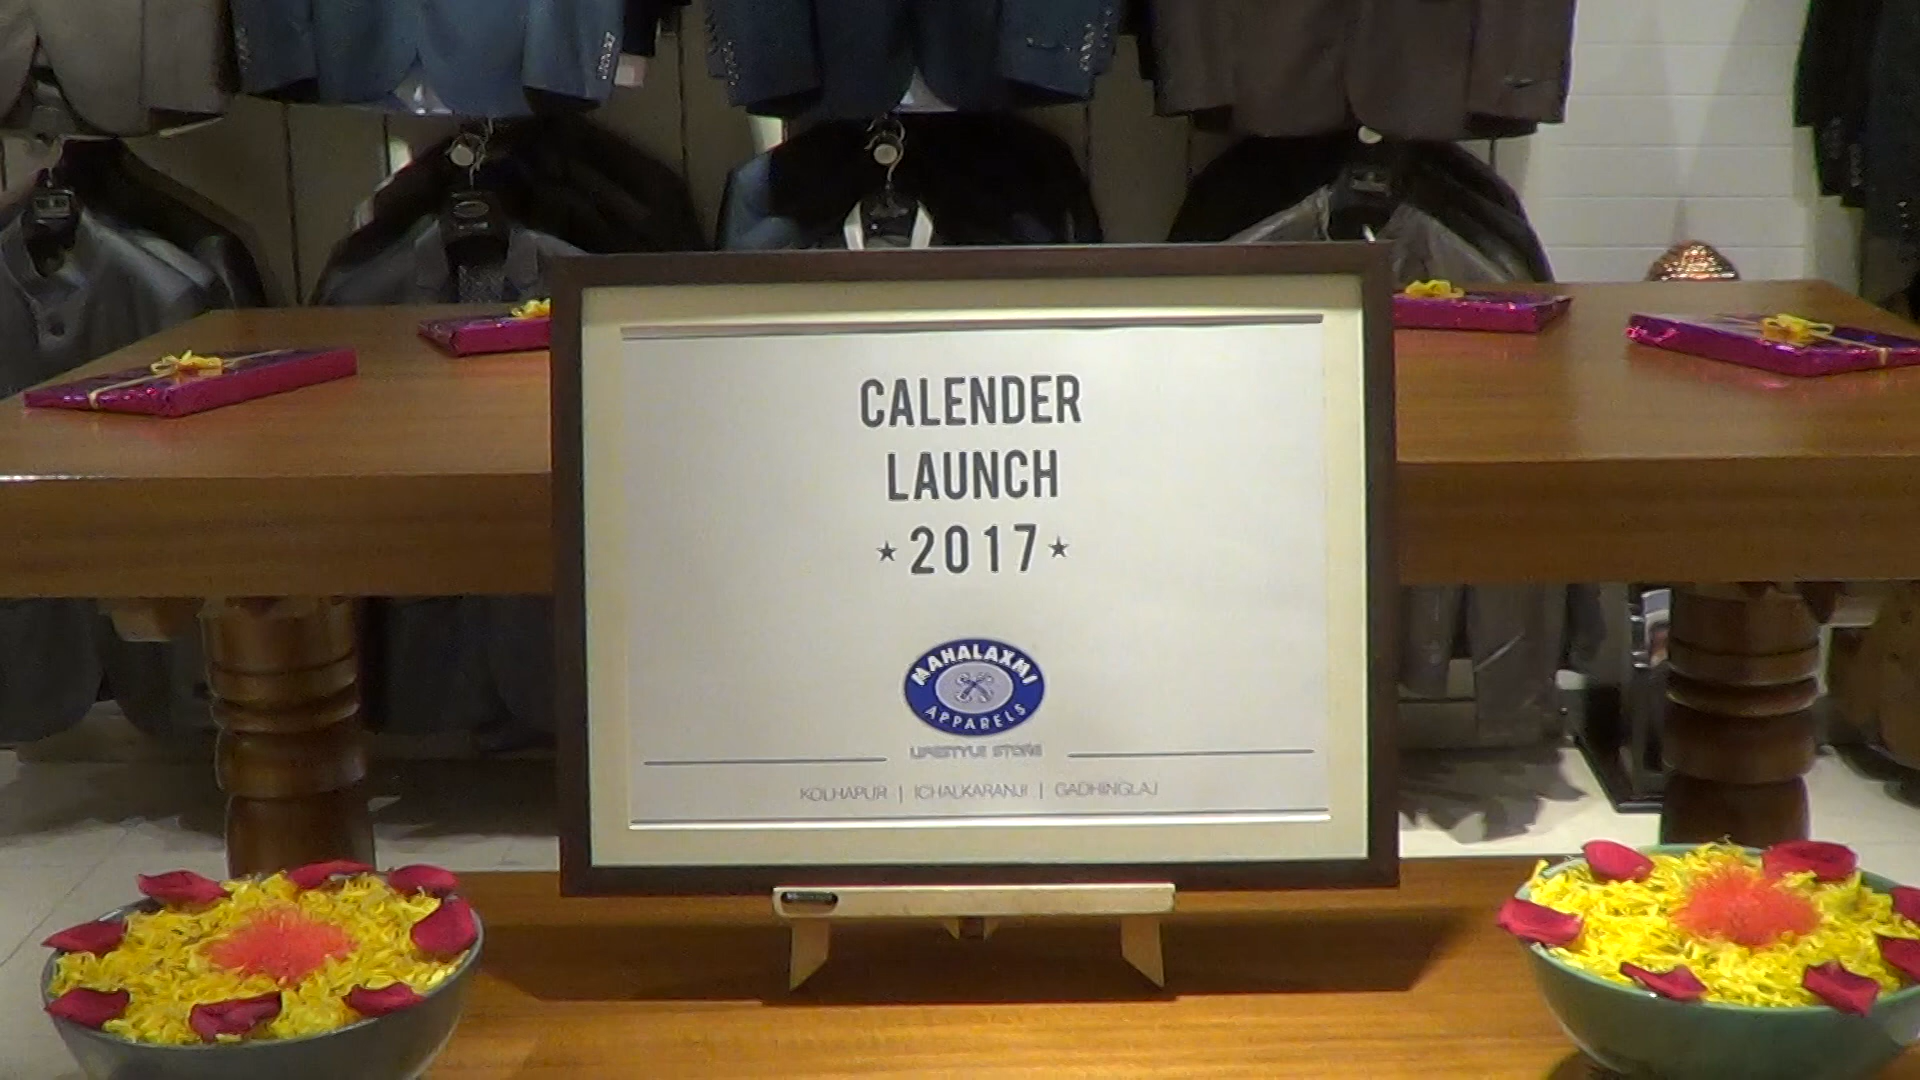 CALENDER
LAUNCH
★ 2017 ★
MAHALAXMI
APPARELS
LIFESTYLE STORE
KOLHAPUR | ICHALKARANJI | GADHINGLAJ